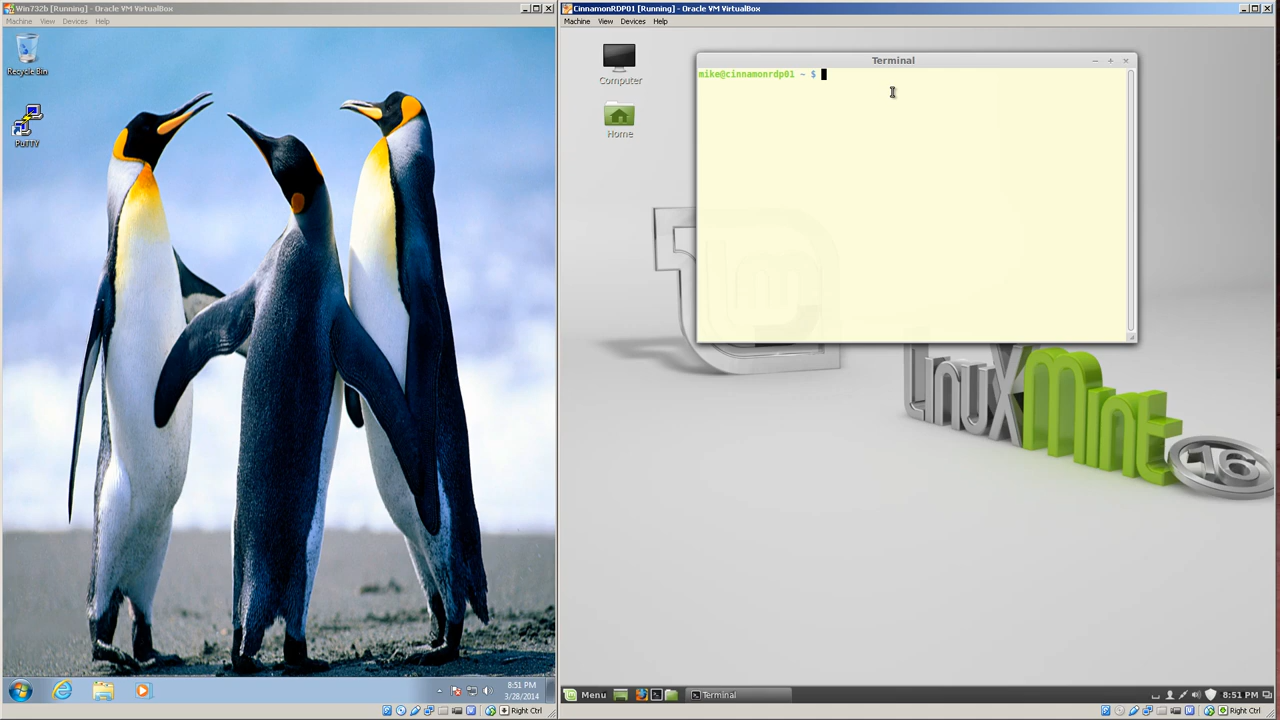 Win732b [Running] - Oracle VM VirtualBox
Machine View Devices Help
Recycle Bin
PuTTY
8:51 PM
3/28/2014
Right Ctrl
CinnamonRDP01 [Running] - Oracle VM VirtualBox
Machine View Devices Help
Computer
Home
Terminal
mike@cinnamonrdp01 ~ $
LinuxMint
16
Menu
Terminal
8:51 PM
Right Ctrl